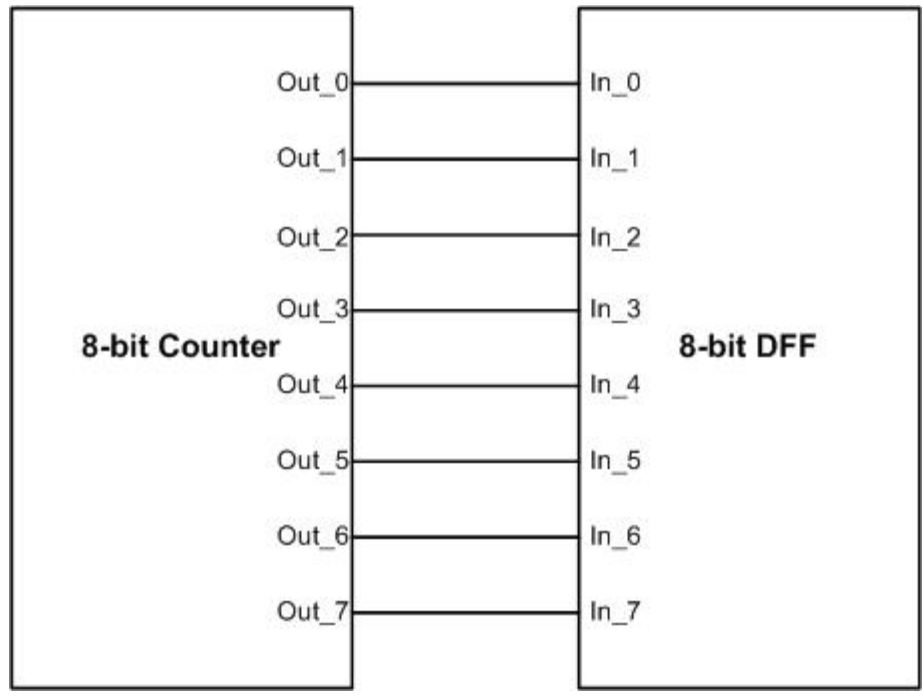 Out_0 In_0
Out_1 In_1
Out_2 In_2
Out_3 In_3
8-bit Counter 8-bit DFF
Out_4 In_4
Out_5 In_5
Out_6 In_6
Out_7 In_7